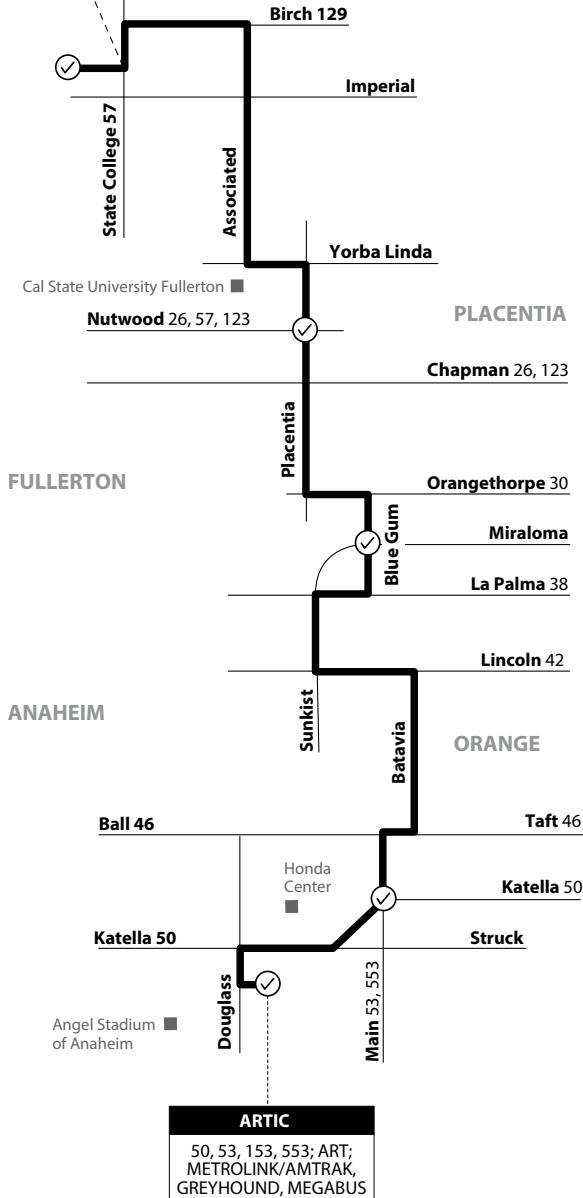 Birch 129
Imperial
State College 57
Associated
Yorba Linda
Cal State University Fullerton
PLACENTIA
Nutwood 26, 57, 123
Chapman 26, 123
Placentia
FULLERTON
Orangethorpe 30
Miraloma
Blue Gum
La Palma 38
Lincoln 42
Sunkist
ANAHEIM
Batavia
ORANGE
Ball 46
Taft 46
Honda
Center
Katella 50
Katella 50
Struck
Douglass
Main 53, 553
Angel Stadium
of Anaheim
ARTIC
50, 53, 153, 553; ART;
METROLINK/AMTRAK,
GREYHOUND, MEGABUS